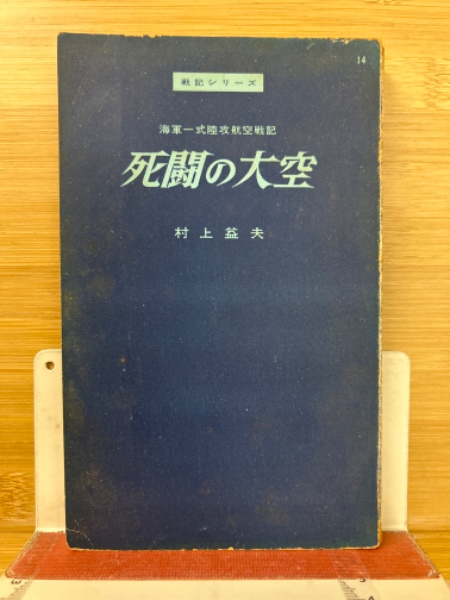 14
戦記シリーズ
海軍一式陸攻航空戦記
死闘の大空
村上益夫